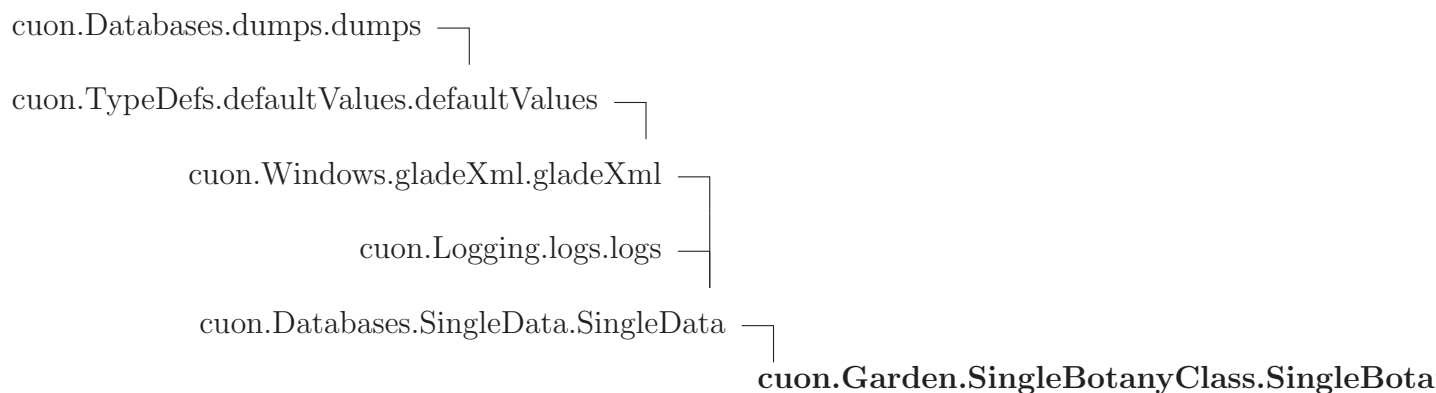 cuon.Databases.dumps.dumps
cuon.TypeDefs.defaultValues.defaultValues
cuon.Windows.gladeXml.gladeXml
cuon.Logging.logs.logs
cuon.Databases.SingleData.SingleData
cuon.Garden.SingleBotanyClass.SingleBota